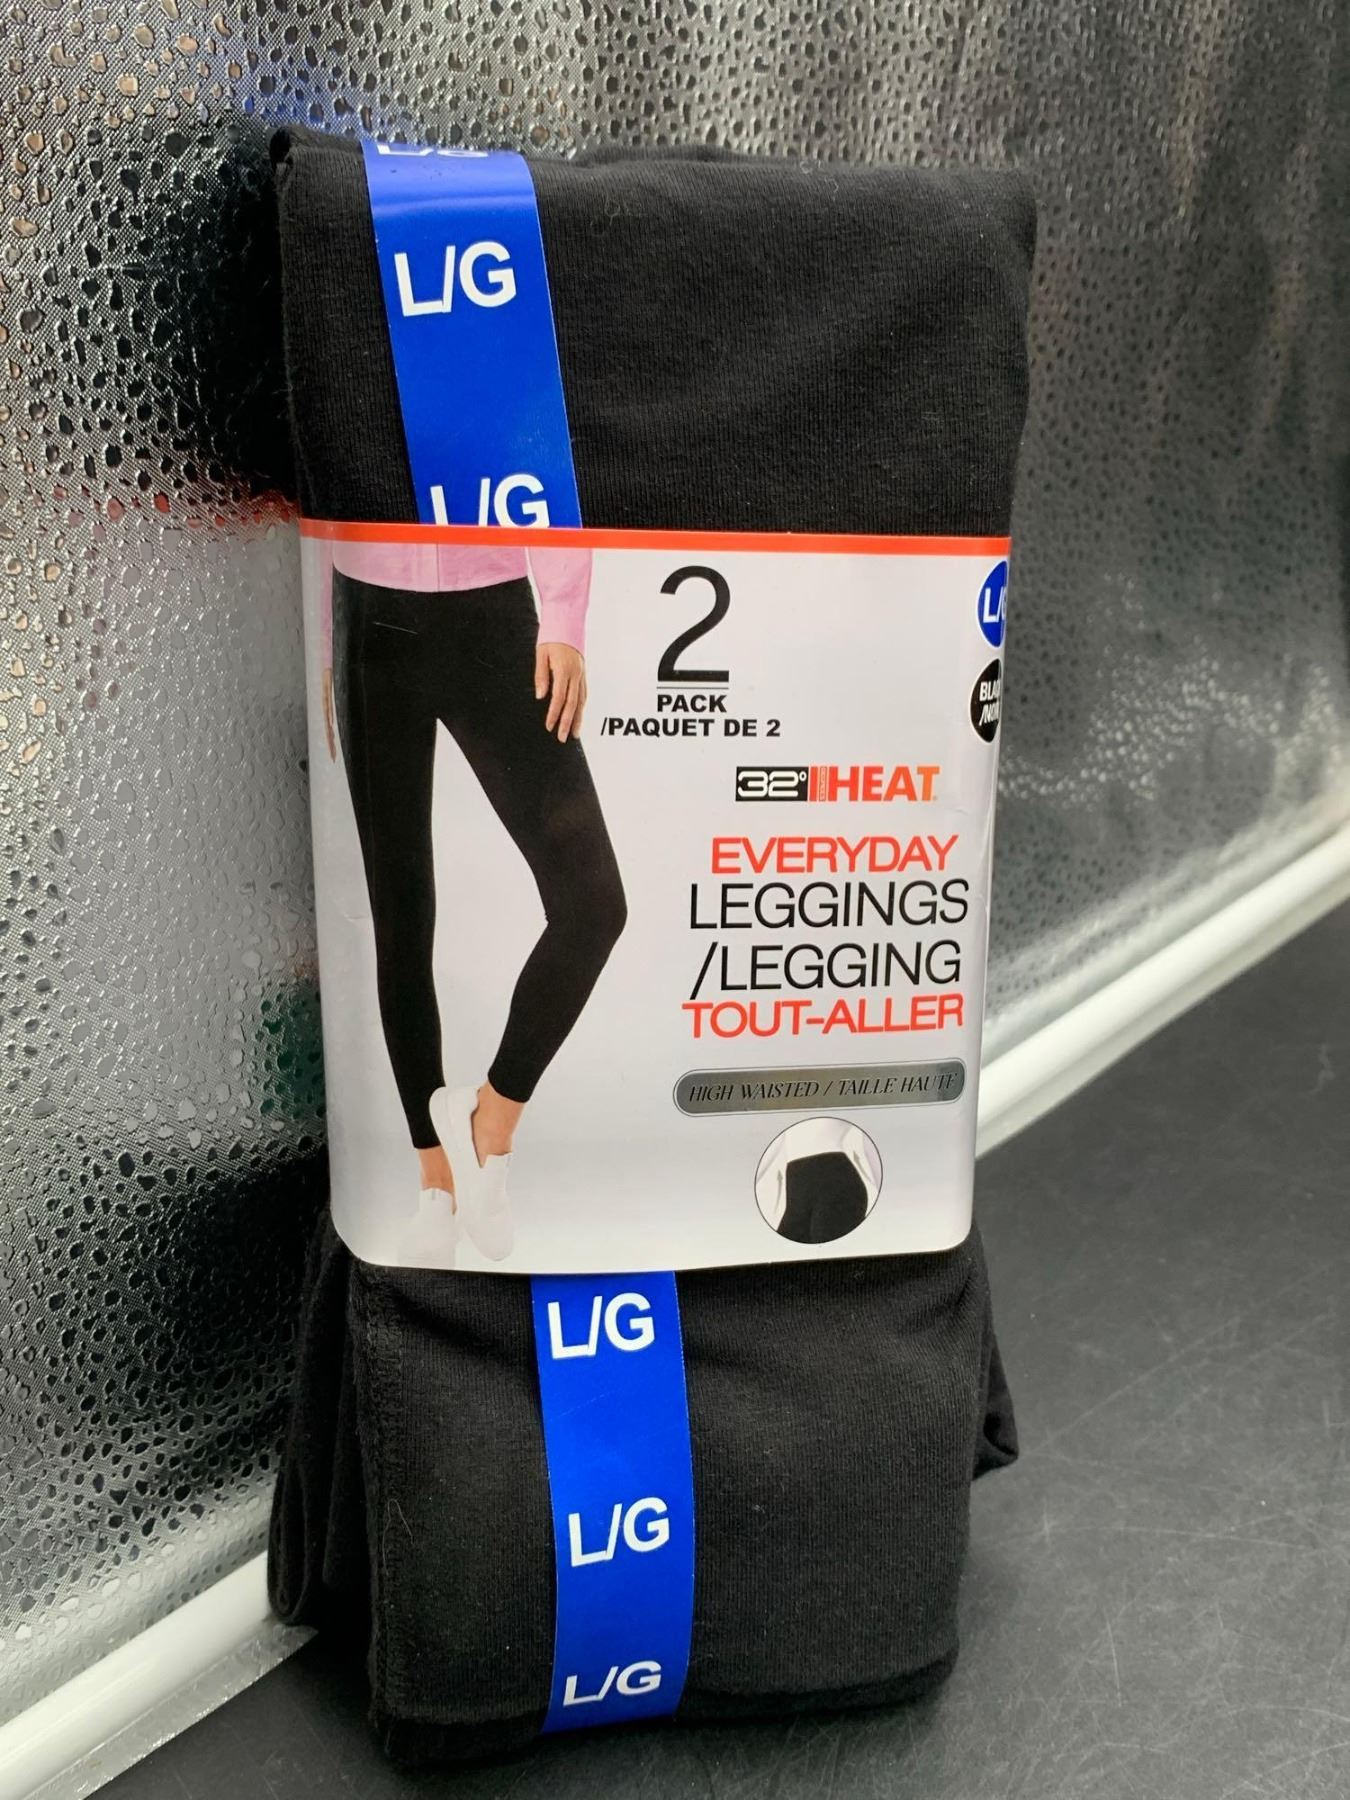 L/G
L/G
2
PACK
/PAQUET DE 2
32° HEAT
EVERYDAY
LEGGINGS
/LEGGING
TOUT-ALLER
HIGH WAISTED / TAILLE HAUTE
L/G
L/G
L/G